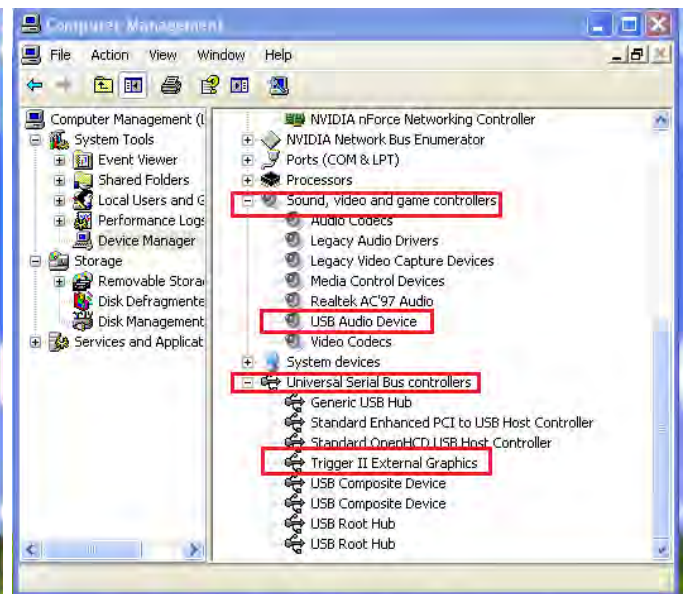 Computer Management
File Action View Window Help
Computer Management (L
System Tools
Event Viewer
Shared Folders
Local Users and G
Performance Logs
Device Manager
Storage
Removable Stora
Disk Defragmente
Disk Management
Services and Applicat
NVIDIA nForce Networking Controller
NVIDIA Network Bus Enumerator
Ports (COM & LPT)
Processors
Sound, video and game controllers
Audio Codecs
Legacy Audio Drivers
Legacy Video Capture Devices
Media Control Devices
Realtek AC'97 Audio
USB Audio Device
Video Codecs
System devices
Universal Serial Bus controllers
Generic USB Hub
Standard Enhanced PCI to USB Host Controller
Standard OpenHCD USB Host Controller
Trigger II External Graphics
USB Composite Device
USB Composite Device
USB Root Hub
USB Root Hub